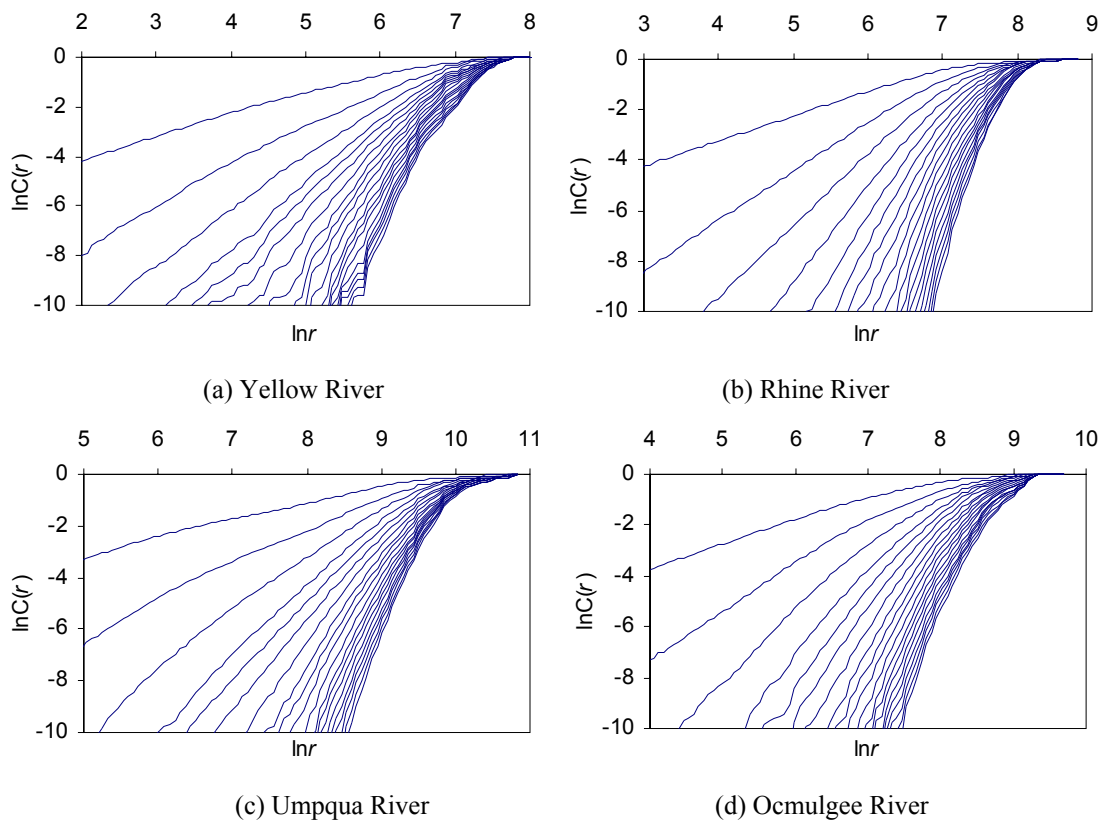 2 3 4 5 6 7 8
0
-2
-4
-6
-8
-10
lnC(r)
lnr
(a) Yellow River
3 4 5 6 7 8 9
0
-2
-4
-6
-8
-10
lnC(r)
lnr
(b) Rhine River
5 6 7 8 9 10 11
0
-2
-4
-6
-8
-10
lnC(r)
lnr
(c) Umpqua River
4 5 6 7 8 9 10
0
-2
-4
-6
-8
-10
lnC(r)
lnr
(d) Ocmulgee River